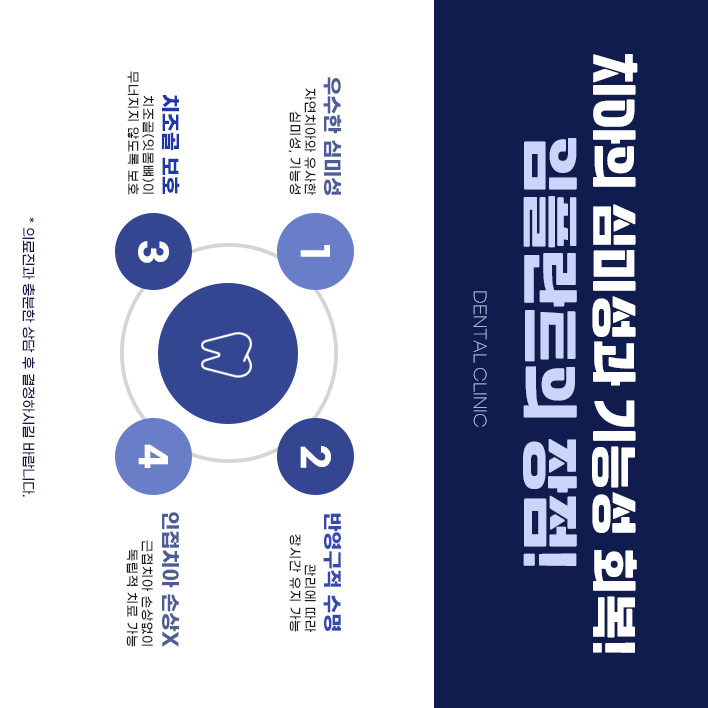 치아의 심미성과 기능성 회복!
임플란트의 장점!
DENTAL CLINIC
우수한 심미성
자연치아와 유사한
심미성, 기능성
1
2
반영구적 수명
관리에 따라
장시간 유지 가능
치조골 보호
치조골(잇몸뼈)이
무너지지 않도록 보호
3
4
인접치아 손상X
근접치아 손상없이
독립적 치료 가능
* 의료진과 충분한 상담 후 결정하시길 바랍니다.